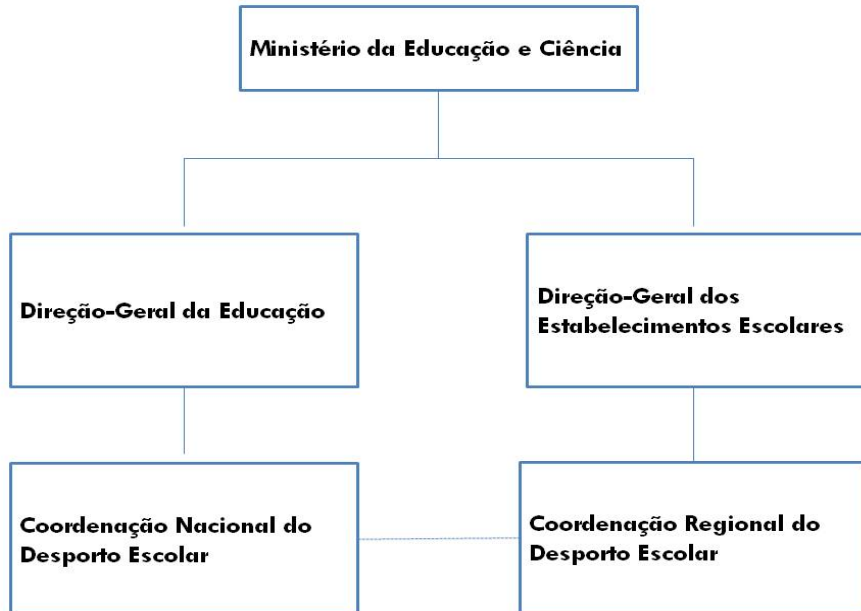 Ministério da Educação e Ciência
Direção-Geral da Educação
Direção-Geral dos
Estabelecimentos Escolares
Coordenação Nacional do
Desporto Escolar
Coordenação Regional do
Desporto Escolar